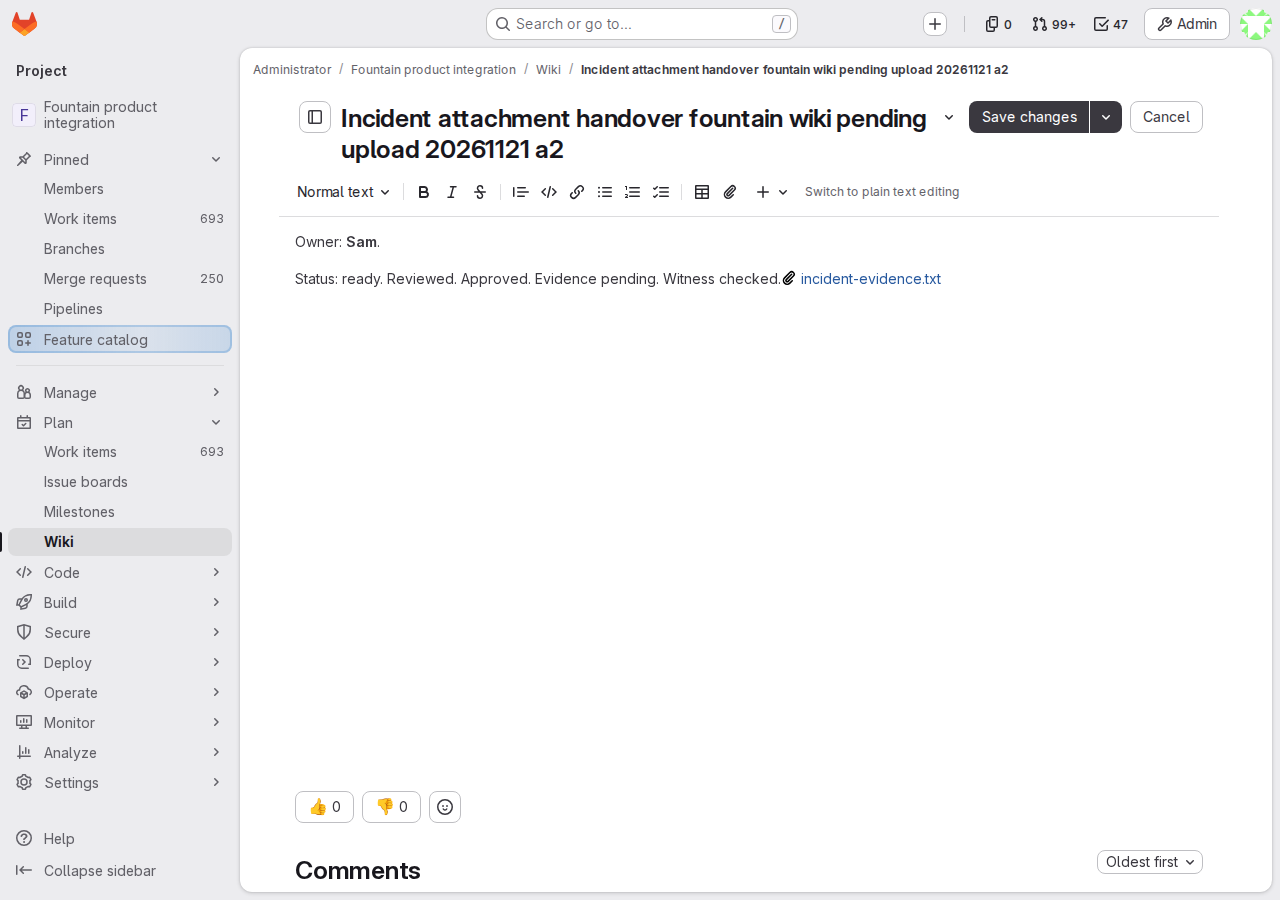 Search or go to...
/
0
99+
47
Admin
Project
F
Fountain product integration
Pinned
Members
Work items 693
Branches
Merge requests 250
Pipelines
Feature catalog
Manage
Plan
Work items 693
Issue boards
Milestones
Wiki
Code
Build
Secure
Deploy
Operate
Monitor
Analyze
Settings
Help
Collapse sidebar
Administrator / Fountain product integration / Wiki / Incident attachment handover fountain wiki pending upload 20261121 a2
Incident attachment handover fountain wiki pending
upload 20261121 a2
Save changes
Cancel
Normal text
Switch to plain text editing
Owner: Sam.
Status: ready. Reviewed. Approved. Evidence pending. Witness checked. incident-evidence.txt
👍 0
👎 0
Comments
Oldest first